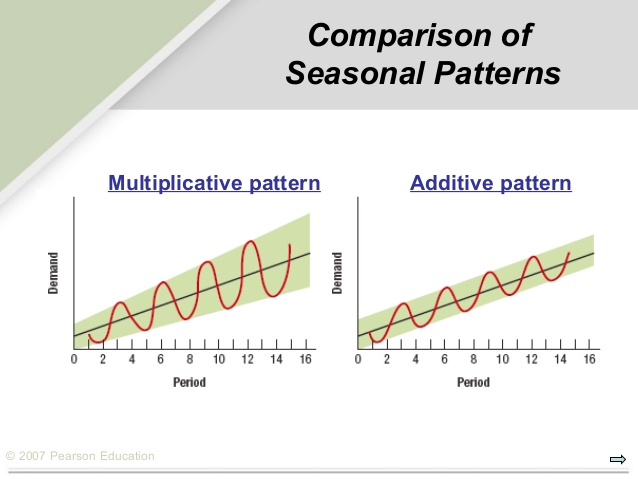 Comparison of
Seasonal Patterns
Multiplicative pattern
Demand
0 2 4 6 8 10 12 14 16
Period
Additive pattern
Demand
0 2 4 6 8 10 12 14 16
Period
© 2007 Pearson Education